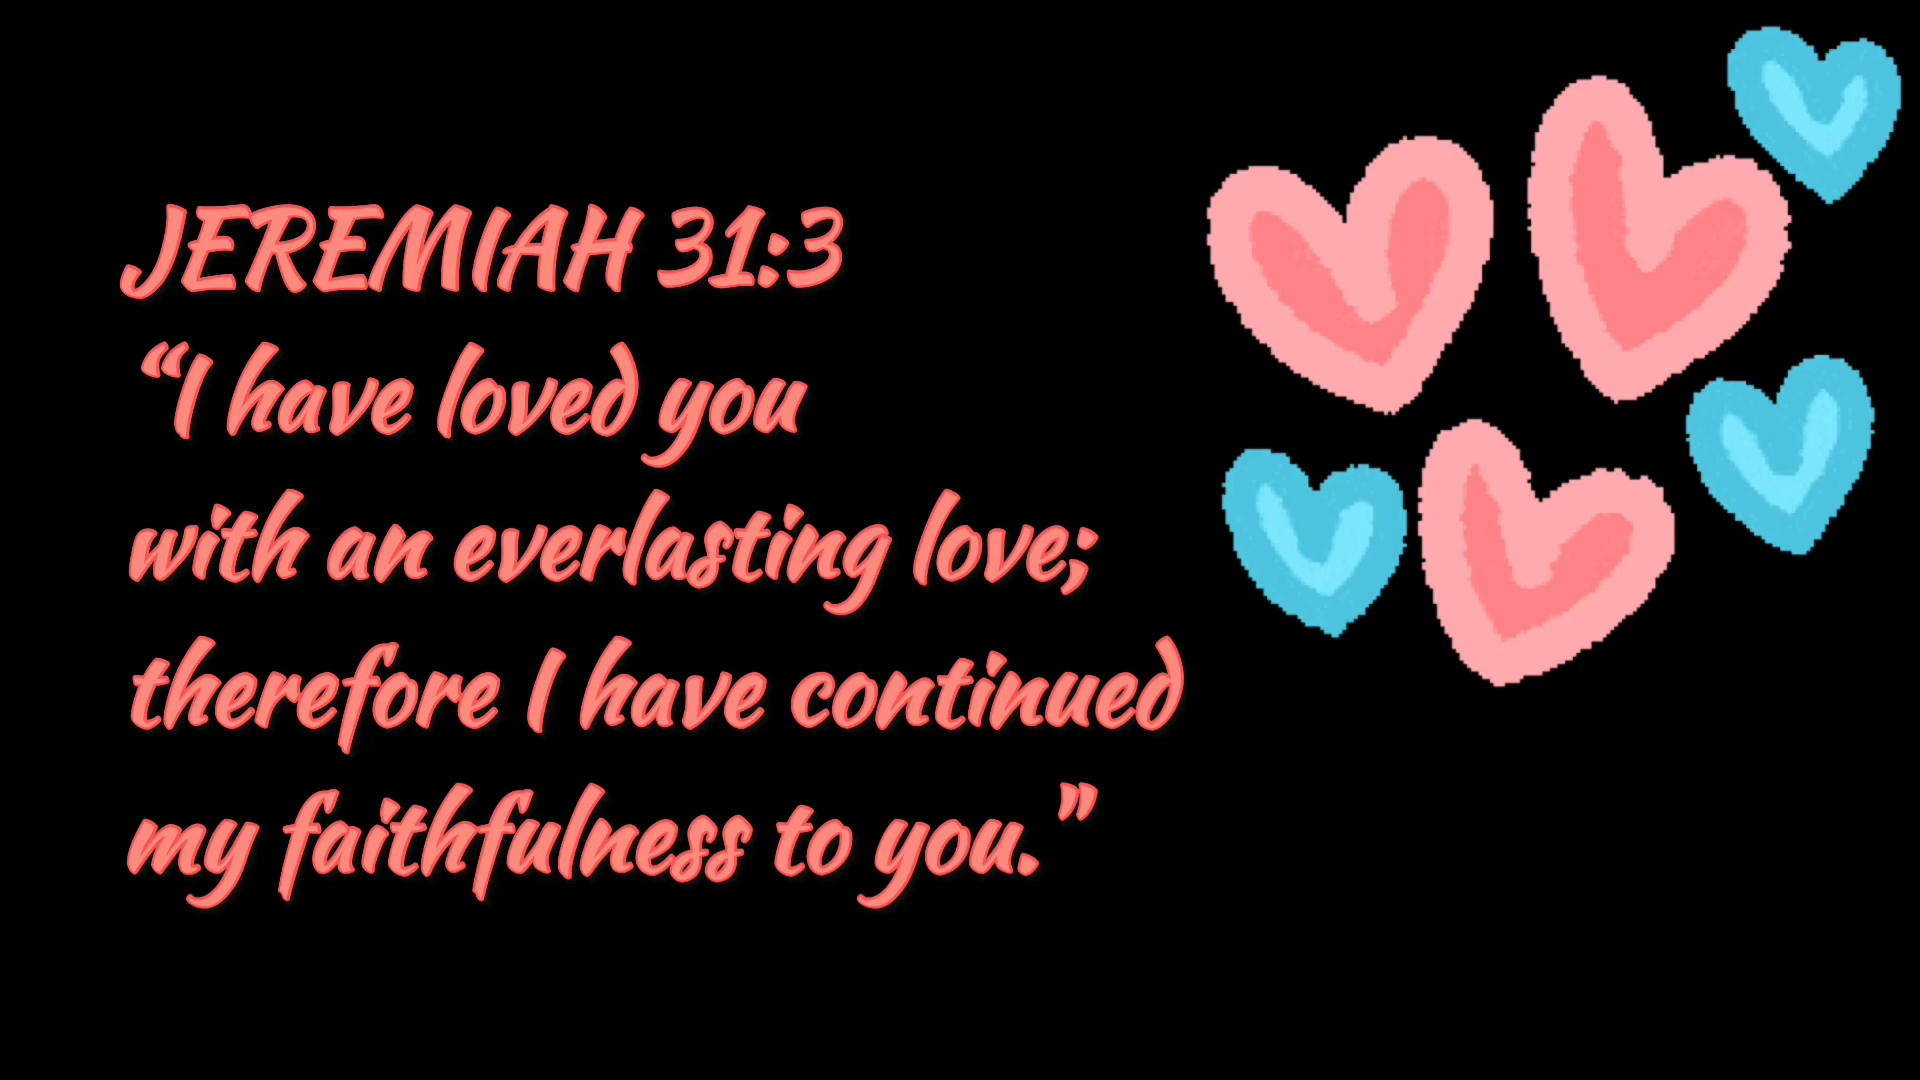 JEREMIAH 31:3
“I have loved you
with an everlasting love;
therefore I have continued
my faithfulness to you.”